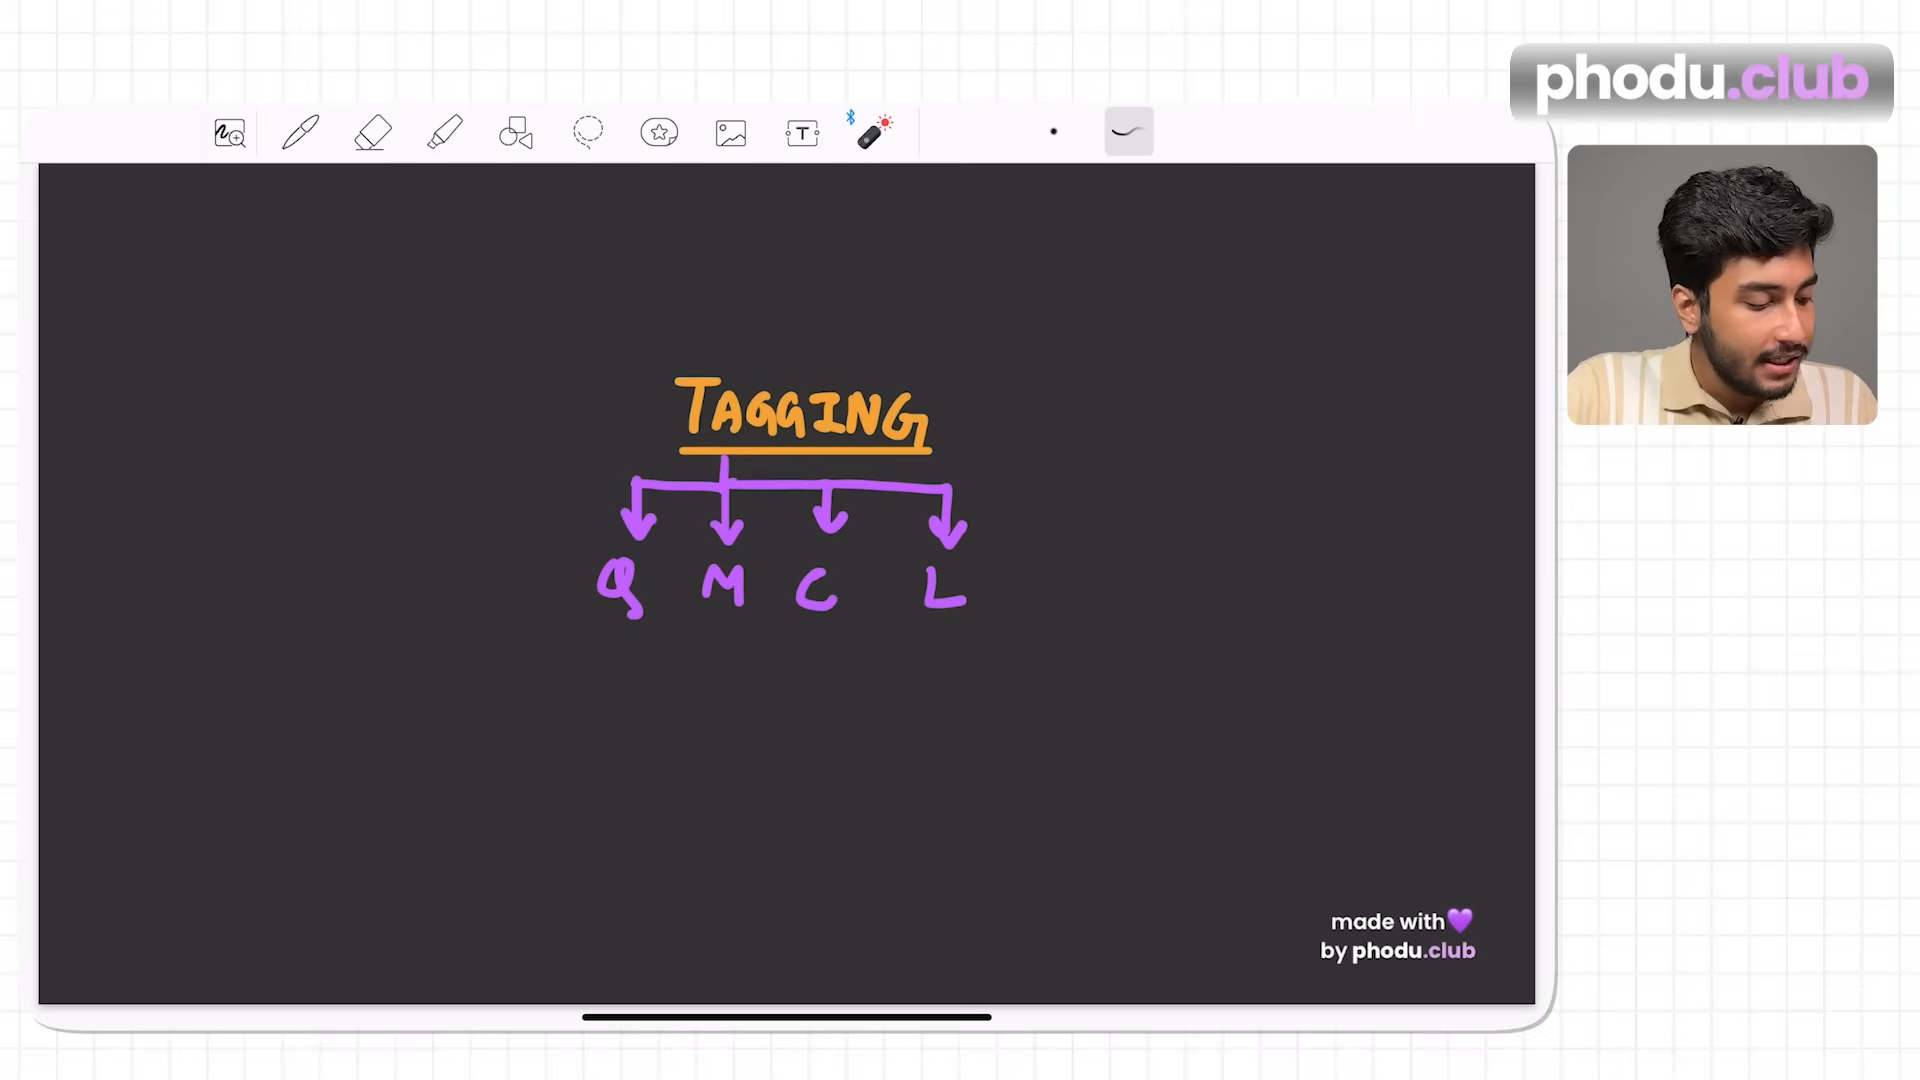 phodu.club
T
TAGGING
Q M C L
made with💜
by phodu.club